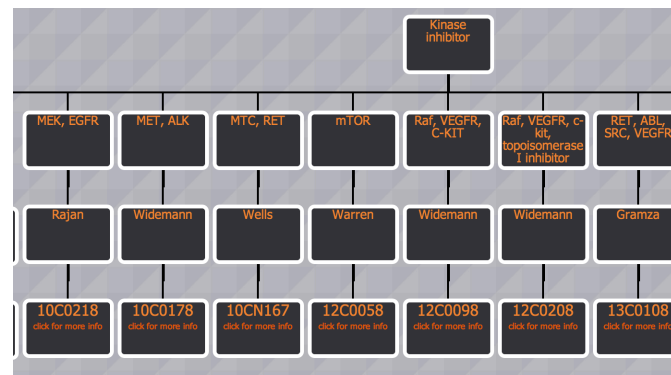 Kinase
inhibitor
MEK, EGFR
MET, ALK
MTC, RET
mTOR
Raf, VEGFR,
C-KIT
Raf, VEGFR, c-
kit,
topoisomerase
I inhibitor
RET, ABL,
SRC, VEGFR
Rajan
Widemann
Wells
Warren
Widemann
Widemann
Gramza
10C0218
click for more info
10C0178
click for more info
10CN167
click for more info
12C0058
click for more info
12C0098
click for more info
12C0208
click for more info
13C0108
click for more info